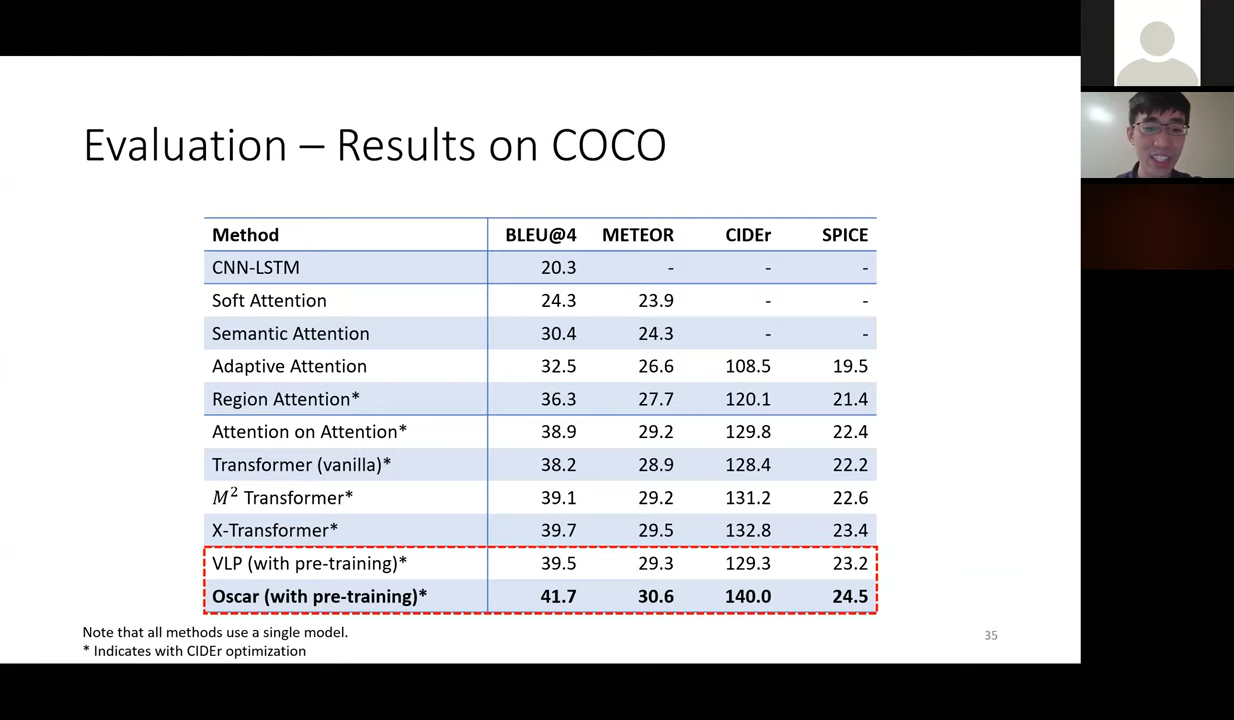 Evaluation – Results on COCO
Method BLEU@4 METEOR CIDEr SPICE
CNN-LSTM 20.3 - - -
Soft Attention 24.3 23.9 - -
Semantic Attention 30.4 24.3 - -
Adaptive Attention 32.5 26.6 108.5 19.5
Region Attention* 36.3 27.7 120.1 21.4
Attention on Attention* 38.9 29.2 129.8 22.4
Transformer (vanilla)* 38.2 28.9 128.4 22.2
M² Transformer* 39.1 29.2 131.2 22.6
X-Transformer* 39.7 29.5 132.8 23.4
VLP (with pre-training)* 39.5 29.3 129.3 23.2
Oscar (with pre-training)* 41.7 30.6 140.0 24.5
Note that all methods use a single model.
* Indicates with CIDEr optimization
35